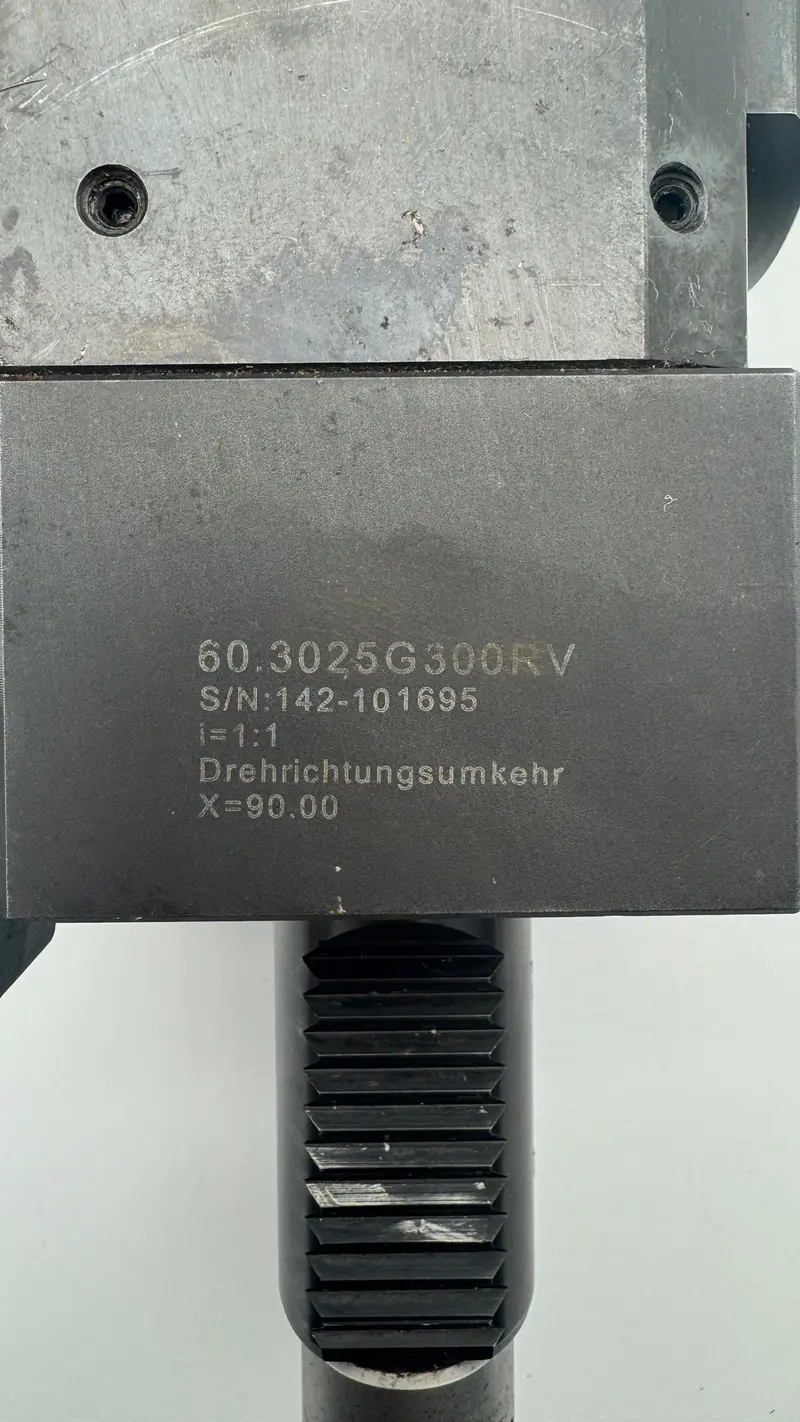 60.3025G300RV
S/N:142-101695
i=1:1
Drehrichtungsumkehr
X=90.00